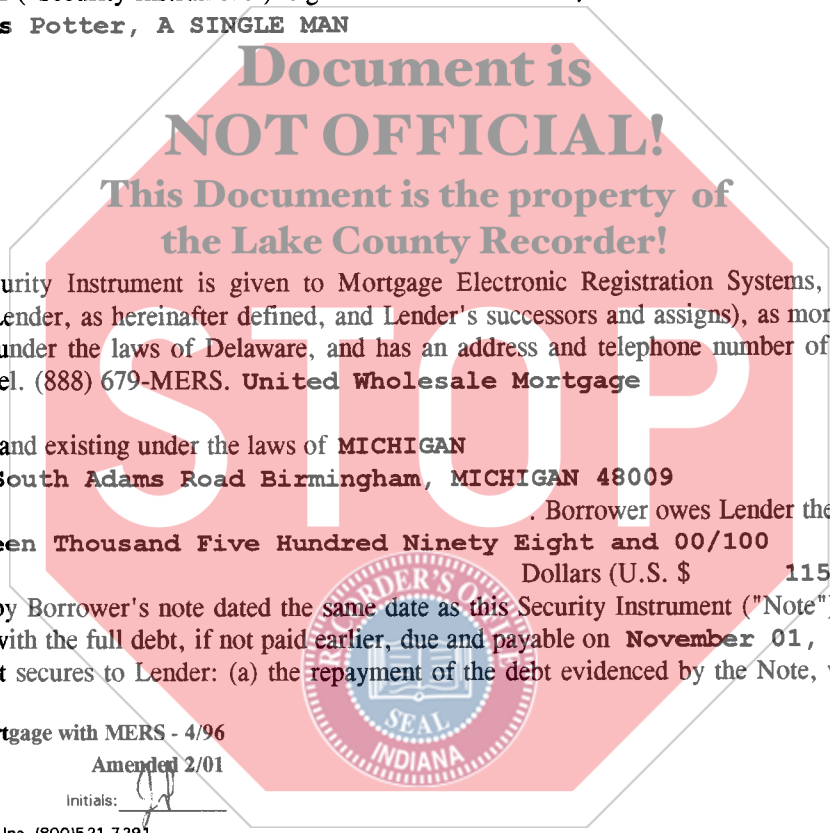 s Potter, A SINGLE MAN
Document is
NOT OFFICIAL!
This Document is the property of
the Lake County Recorder!
urity Instrument is given to Mortgage Electronic Registration Systems,
Lender, as hereinafter defined, and Lender's successors and assigns), as mor
under the laws of Delaware, and has an address and telephone number of
el. (888) 679-MERS. United Wholesale Mortgage
STOP
and existing under the laws of MICHIGAN
South Adams Road Birmingham, MICHIGAN 48009
. Borrower owes Lender the
een Thousand Five Hundred Ninety Eight and 00/100
Dollars (U.S. $ 115
by Borrower's note dated the same date as this Security Instrument ("Note")
with the full debt, if not paid earlier, due and payable on November 01,
t secures to Lender: (a) the repayment of the debt evidenced by the Note,
RECORDER'S OFFICE
SEAL
INDIANA
rtgage with MERS - 4/96
Amended 2/01
Initials:
Inc. (800)521-7291